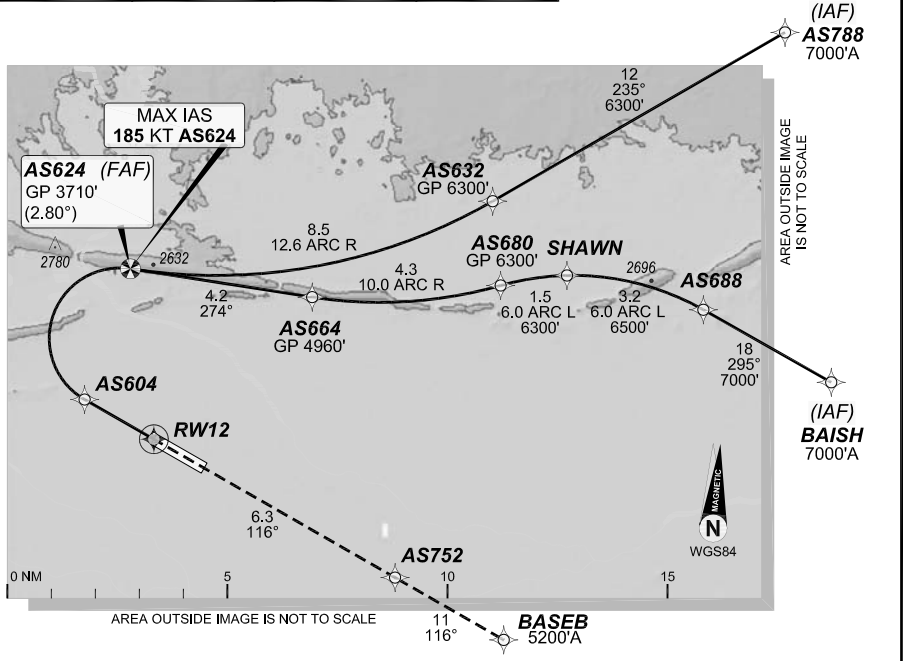 (IAF)
AS788
7000'A
12
235°
6300'
MAX IAS
185 KT AS624
AS624 (FAF)
GP 3710'
(2.80°)
AS632
GP 6300'
AREA OUTSIDE IMAGE
IS NOT TO SCALE
8.5
12.6 ARC R
AS680
GP 6300'
SHAWN
2780
2632
4.3
10.0 ARC R
2696
AS688
4.2
274°
1.5
6.0 ARC L
6300'
3.2
6.0 ARC L
6500'
AS664
GP 4960'
18
295°
7000'
AS604
(IAF)
BAISH
7000'A
RW12
MAGNETIC
N
WGS84
6.3
116°
AS752
0 NM
5
10
15
AREA OUTSIDE IMAGE IS NOT TO SCALE
11
116°
BASEB
5200'A